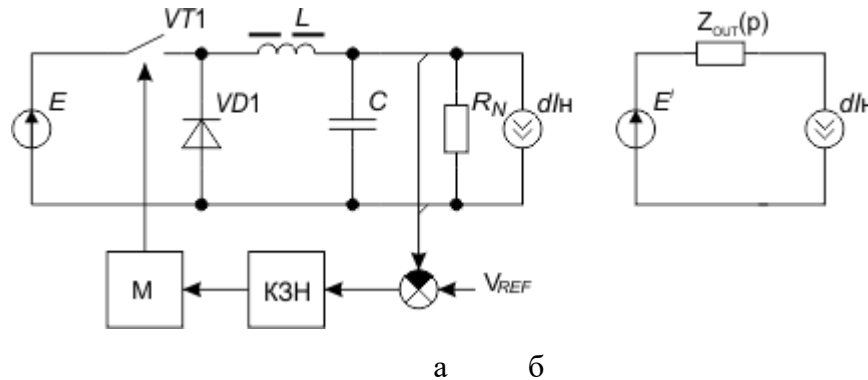 VT1
L
Z_OUT(p)
E
VD1
C
R_N
dIн
E'
dIн
М
КЗН
V_REF
а б